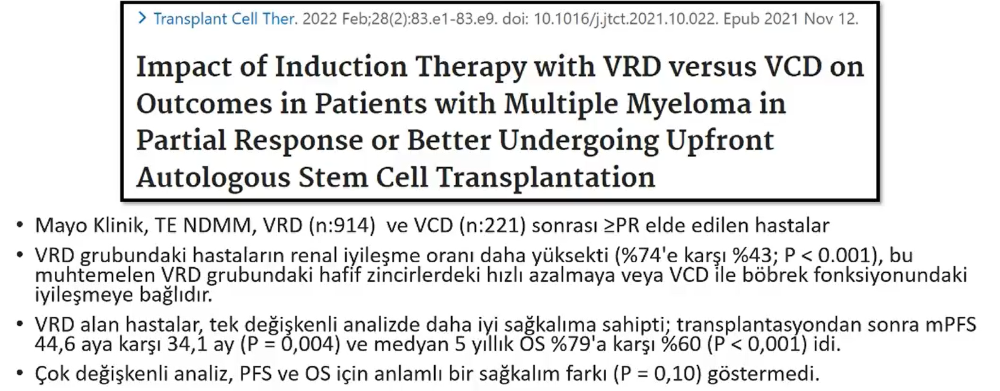 > Transplant Cell Ther. 2022 Feb;28(2):83.e1-83.e9. doi: 10.1016/j.jtct.2021.10.022. Epub 2021 Nov 12.
Impact of Induction Therapy with VRD versus VCD on
Outcomes in Patients with Multiple Myeloma in
Partial Response or Better Undergoing Upfront
Autologous Stem Cell Transplantation
• Mayo Klinik, TE NDMM, VRD (n:914) ve VCD (n:221) sonrası ≥PR elde edilen hastalar
• VRD grubundaki hastaların renal iyileşme oranı daha yüksekti (%74'e karşı %43; P < 0.001), bu
muhtemelen VRD grubundaki hafif zincirlerdeki hızlı azalmaya veya VCD ile böbrek fonksiyonundaki
iyileşmeye bağlıdır.
• VRD alan hastalar, tek değişkenli analizde daha iyi sağkalıma sahipti; transplantasyondan sonra mPFS
44,6 aya karşı 34,1 ay (P = 0,004) ve medyan 5 yıllık OS %79'a karşı %60 (P < 0,001) idi.
• Çok değişkenli analiz, PFS ve OS için anlamlı bir sağkalım farkı (P = 0,10) göstermedi.